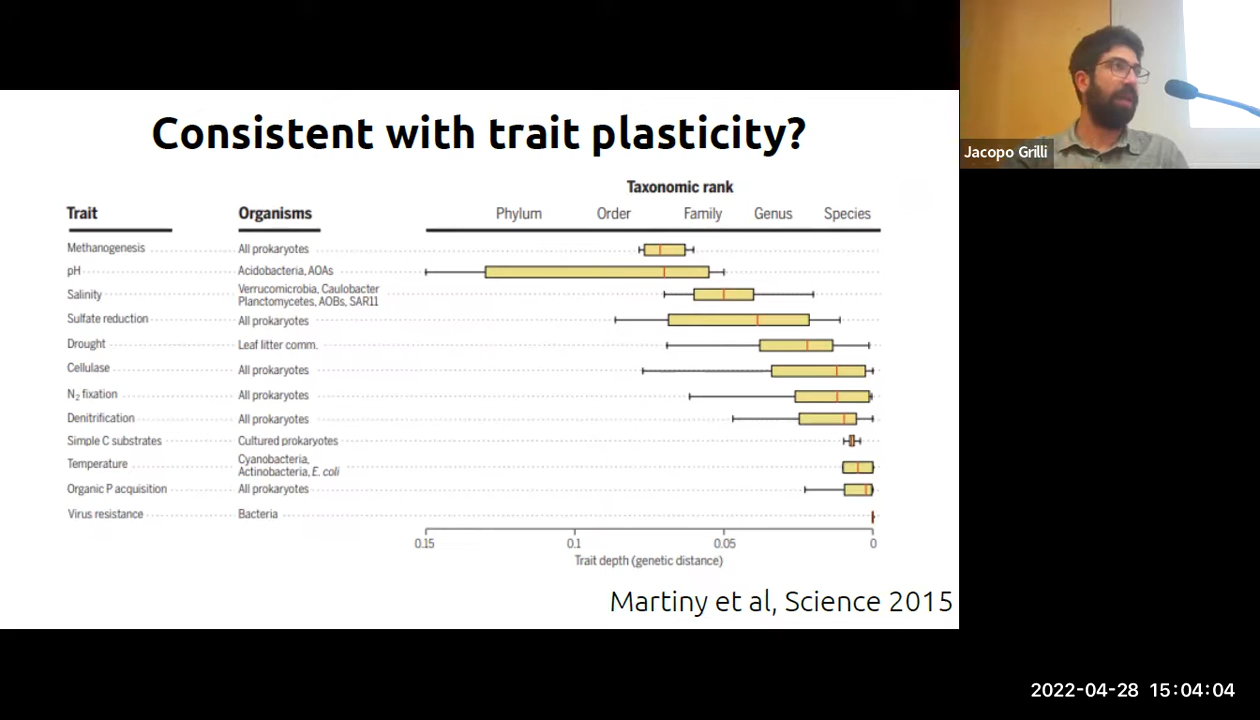 Consistent with trait plasticity?
Jacopo Grilli
Taxonomic rank
Trait Organisms Phylum Order Family Genus Species
Methanogenesis All prokaryotes
pH Acidobacteria, AOAs
Salinity Verrucomicrobia, Caulobacter
Planctomycetes, AOBs, SAR11
Sulfate reduction All prokaryotes
Drought Leaf litter comm.
Cellulase All prokaryotes
N₂ fixation All prokaryotes
Denitrification All prokaryotes
Simple C substrates Cultured prokaryotes
Temperature Cyanobacteria,
Actinobacteria, E. coli
Organic P acquisition All prokaryotes
Virus resistance Bacteria
0.15 0.1 0.05 0
Trait depth (genetic distance)
Martiny et al, Science 2015
2022-04-28 15:04:04